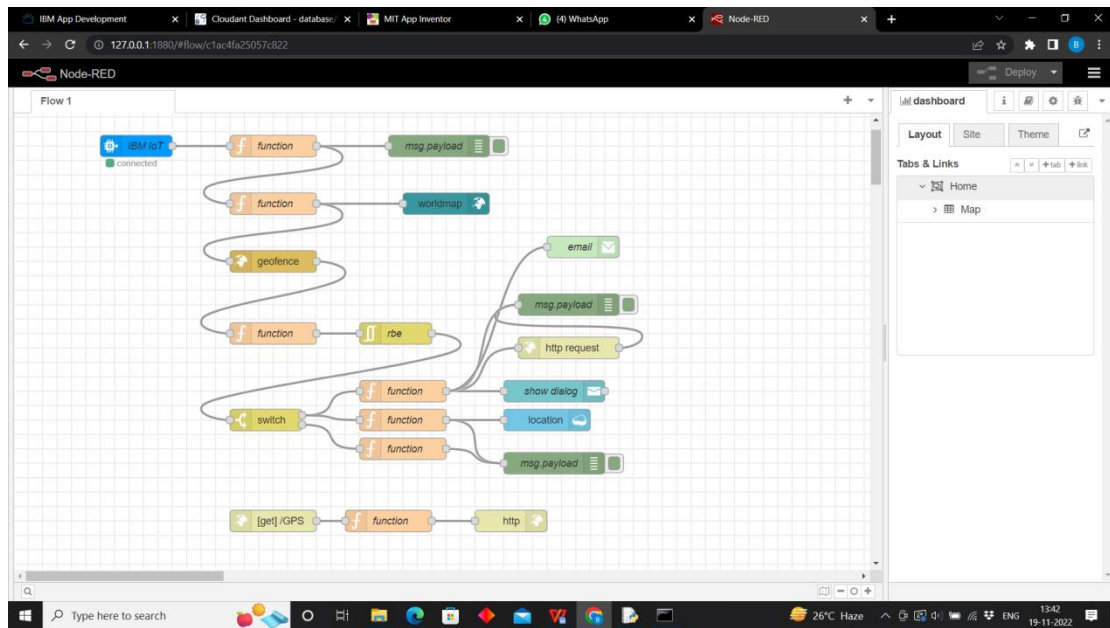 IBM App Development
Cloudant Dashboard - database/
MIT App Inventor
(4) WhatsApp
Node-RED
127.0.0.1:1880/#flow/c1ac4fa25057c822
B
Node-RED
Deploy
Flow 1
dashboard
i
Layout
Site
Theme
Tabs & Links
+tab
+link
Home
Map
IBM IoT
connected
f function
msg.payload
f function
worldmap
geofence
email
msg.payload
f function
rbe
http request
f function
show dialog
switch
f function
location
f function
msg.payload
[get] /GPS
f function
http
Type here to search
26°C Haze
ENG
13:42
19-11-2022